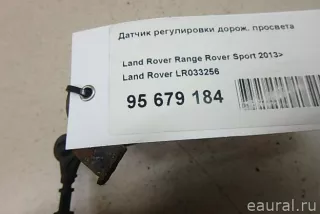 Датчик регулировки дорож. просвета
Land Rover Range Rover Sport 2013>
Land Rover LR033256
95 679 184
eaural.ru